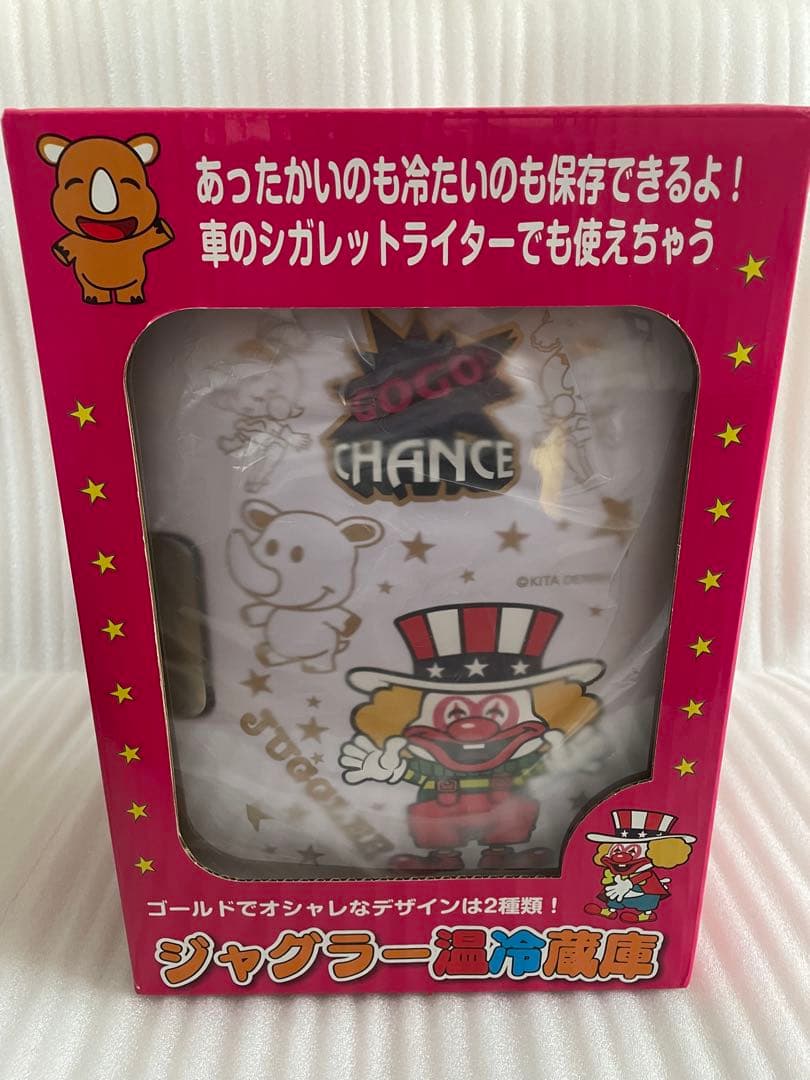 あったかいのも冷たいのも保存できるよ!
車のシガレットライターでも使えちゃう
GOGO!
CHANCE
©KITA
JUGGLER
ゴールドでオシャレなデザインは2種類!
ジャグラー温冷蔵庫